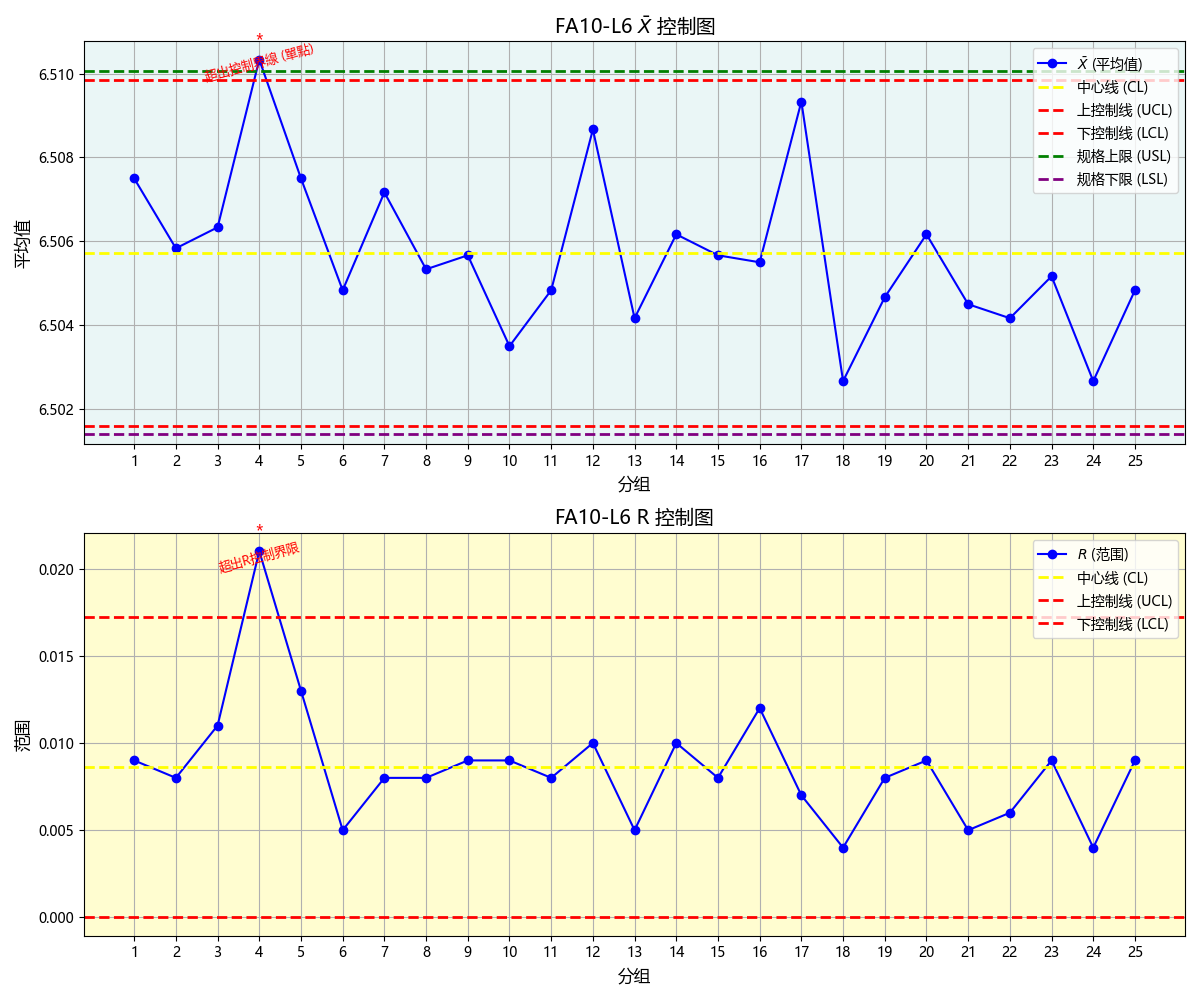 FA10-L6 X̄ 控制图
*
超出控制界線 (單點)
X̄ (平均值)
中心线 (CL)
上控制线 (UCL)
下控制线 (LCL)
规格上限 (USL)
规格下限 (LSL)
平均值
6.510
6.508
6.506
6.504
6.502
1 2 3 4 5 6 7 8 9 10 11 12 13 14 15 16 17 18 19 20 21 22 23 24 25
分组
FA10-L6 R 控制图
*
超出R控制界限
R (范围)
中心线 (CL)
上控制线 (UCL)
下控制线 (LCL)
范围
0.020
0.015
0.010
0.005
0.000
1 2 3 4 5 6 7 8 9 10 11 12 13 14 15 16 17 18 19 20 21 22 23 24 25
分组